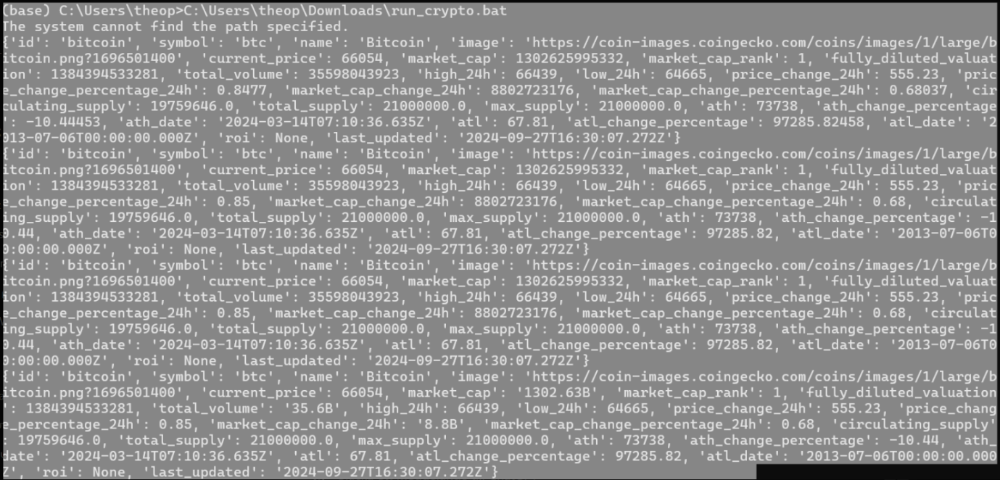 (base) C:\Users\theop>C:\Users\theop\Downloads\run_crypto.bat
The system cannot find the path specified.
{'id': 'bitcoin', 'symbol': 'btc', 'name': 'Bitcoin', 'image': 'https://coin-images.coingecko.com/coins/images/1/large/b
itcoin.png?1696501400', 'current_price': 66054, 'market_cap': 1302625995332, 'market_cap_rank': 1, 'fully_diluted_valuat
ion': 1384394533281, 'total_volume': 35598043923, 'high_24h': 66439, 'low_24h': 64665, 'price_change_24h': 555.23, 'pric
e_change_percentage_24h': 0.8477, 'market_cap_change_24h': 8802723176, 'market_cap_change_percentage_24h': 0.68037, 'cir
culating_supply': 19759646.0, 'total_supply': 21000000.0, 'max_supply': 21000000.0, 'ath': 73738, 'ath_change_percentage
': -10.44453, 'ath_date': '2024-03-14T07:10:36.635Z', 'atl': 67.81, 'atl_change_percentage': 97285.82458, 'atl_date': '2
013-07-06T00:00:00.000Z', 'roi': None, 'last_updated': '2024-09-27T16:30:07.272Z'}
{'id': 'bitcoin', 'symbol': 'btc', 'name': 'Bitcoin', 'image': 'https://coin-images.coingecko.com/coins/images/1/large/b
itcoin.png?1696501400', 'current_price': 66054, 'market_cap': 1302625995332, 'market_cap_rank': 1, 'fully_diluted_valuat
ion': 1384394533281, 'total_volume': 35598043923, 'high_24h': 66439, 'low_24h': 64665, 'price_change_24h': 555.23, 'pric
e_change_percentage_24h': 0.85, 'market_cap_change_24h': 8802723176, 'market_cap_change_percentage_24h': 0.68, 'circulat
ing_supply': 19759646.0, 'total_supply': 21000000.0, 'max_supply': 21000000.0, 'ath': 73738, 'ath_change_percentage': -1
0.44, 'ath_date': '2024-03-14T07:10:36.635Z', 'atl': 67.81, 'atl_change_percentage': 97285.82, 'atl_date': '2013-07-06T0
0:00:00.000Z', 'roi': None, 'last_updated': '2024-09-27T16:30:07.272Z'}
{'id': 'bitcoin', 'symbol': 'btc', 'name': 'Bitcoin', 'image': 'https://coin-images.coingecko.com/coins/images/1/large/b
itcoin.png?1696501400', 'current_price': 66054, 'market_cap': 1302625995332, 'market_cap_rank': 1, 'fully_diluted_valuat
ion': 1384394533281, 'total_volume': 35598043923, 'high_24h': 66439, 'low_24h': 64665, 'price_change_24h': 555.23, 'pric
e_change_percentage_24h': 0.85, 'market_cap_change_24h': 8802723176, 'market_cap_change_percentage_24h': 0.68, 'circulat
ing_supply': 19759646.0, 'total_supply': 21000000.0, 'max_supply': 21000000.0, 'ath': 73738, 'ath_change_percentage': -1
0.44, 'ath_date': '2024-03-14T07:10:36.635Z', 'atl': 67.81, 'atl_change_percentage': 97285.82, 'atl_date': '2013-07-06T0
0:00:00.000Z', 'roi': None, 'last_updated': '2024-09-27T16:30:07.272Z'}
{'id': 'bitcoin', 'symbol': 'btc', 'name': 'Bitcoin', 'image': 'https://coin-images.coingecko.com/coins/images/1/large/b
itcoin.png?1696501400', 'current_price': 66054, 'market_cap': '1302.63B', 'market_cap_rank': 1, 'fully_diluted_valuation
': 1384394533281, 'total_volume': '35.6B', 'high_24h': 66439, 'low_24h': 64665, 'price_change_24h': 555.23, 'price_chang
e_percentage_24h': 0.85, 'market_cap_change_24h': '8.8B', 'market_cap_change_percentage_24h': 0.68, 'circulating_supply'
: 19759646.0, 'total_supply': 21000000.0, 'max_supply': 21000000.0, 'ath': 73738, 'ath_change_percentage': -10.44, 'ath_
date': '2024-03-14T07:10:36.635Z', 'atl': 67.81, 'atl_change_percentage': 97285.82, 'atl_date': '2013-07-06T00:00:00.000
Z', 'roi': None, 'last_updated': '2024-09-27T16:30:07.272Z'}